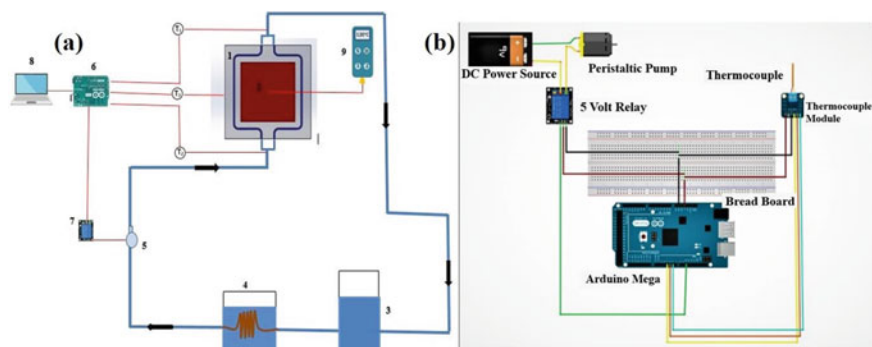 (a)
8
6
1
9
7
5
4
3
(b)
DC Power Source
Peristaltic Pump
5 Volt Relay
Thermocouple
Thermocouple
Module
Bread Board
Arduino Mega